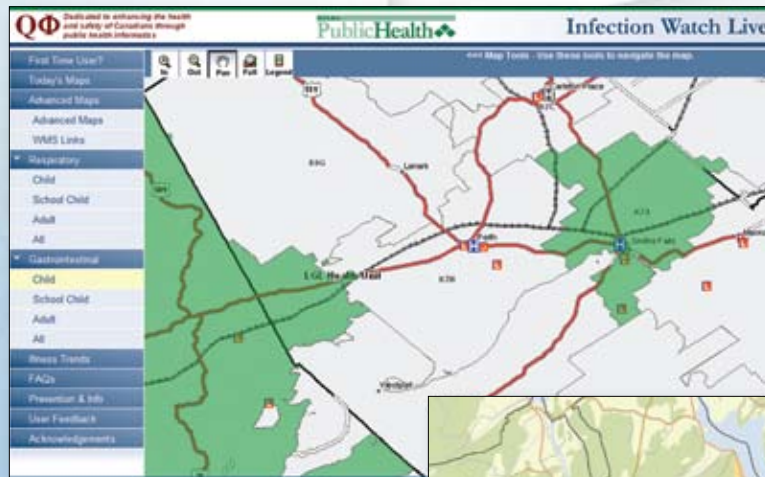 QΦ
Dedicated to enhancing the health
and safety of Canadians through
public health informatics
PublicHealth
Infection Watch Live
First Time User?
Today's Maps
Advanced Maps
Advanced Maps
WMS Links
Respiratory
Child
School Child
Adult
All
Gastrointestinal
Child
School Child
Adult
All
Illness Trends
FAQs
Prevention & Info
User Feedback
Acknowledgements
In
Out
Pan
Full
Legend
<<< Map Tools - Use these tools to navigate the map.
Lanark
Perth
Smiths Falls
LGL Health Unit
Westport
H
H
L
L
L